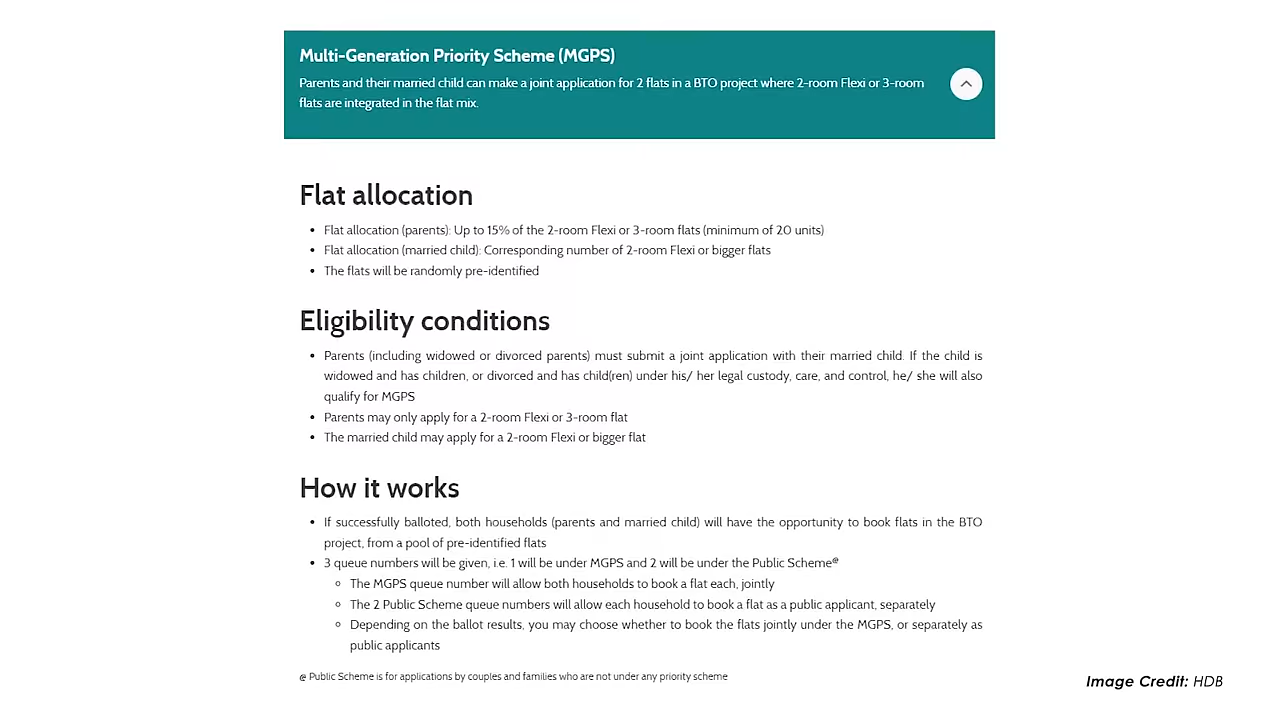 Multi-Generation Priority Scheme (MGPS)
Parents and their married child can make a joint application for 2 flats in a BTO project where 2-room Flexi or 3-room
flats are integrated in the flat mix.
Flat allocation
• Flat allocation (parents): Up to 15% of the 2-room Flexi or 3-room flats (minimum of 20 units)
• Flat allocation (married child): Corresponding number of 2-room Flexi or bigger flats
• The flats will be randomly pre-identified
Eligibility conditions
• Parents (including widowed or divorced parents) must submit a joint application with their married child. If the child is
widowed and has children, or divorced and has child(ren) under his/ her legal custody, care, and control, he/ she will also
qualify for MGPS
• Parents may only apply for a 2-room Flexi or 3-room flat
• The married child may apply for a 2-room Flexi or bigger flat
How it works
• If successfully balloted, both households (parents and married child) will have the opportunity to book flats in the BTO
project, from a pool of pre-identified flats
• 3 queue numbers will be given, i.e. 1 will be under MGPS and 2 will be under the Public Scheme@
◦ The MGPS queue number will allow both households to book a flat each, jointly
◦ The 2 Public Scheme queue numbers will allow each household to book a flat as a public applicant, separately
◦ Depending on the ballot results, you may choose whether to book the flats jointly under the MGPS, or separately as
public applicants
@ Public Scheme is for applications by couples and families who are not under any priority scheme
Image Credit: HDB